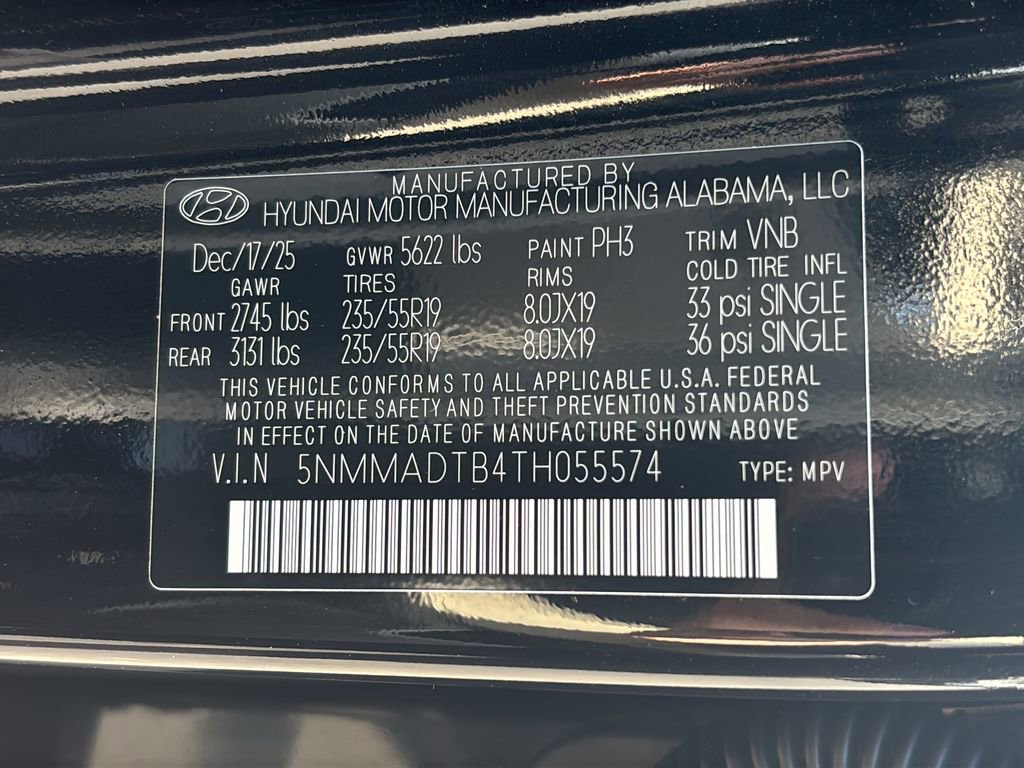 MANUFACTURED BY
HYUNDAI MOTOR MANUFACTURING ALABAMA, LLC
Dec/17/25 GVWR 5622 lbs PAINT PH3 TRIM VNB
GAWR TIRES RIMS COLD TIRE INFL
FRONT 2745 lbs 235/55R19 8.0JX19 33 psi SINGLE
REAR 3131 lbs 235/55R19 8.0JX19 36 psi SINGLE
THIS VEHICLE CONFORMS TO ALL APPLICABLE U.S.A. FEDERAL
MOTOR VEHICLE SAFETY AND THEFT PREVENTION STANDARDS
IN EFFECT ON THE DATE OF MANUFACTURE SHOWN ABOVE
V.I.N 5NMMADTB4TH055574 TYPE: MPV